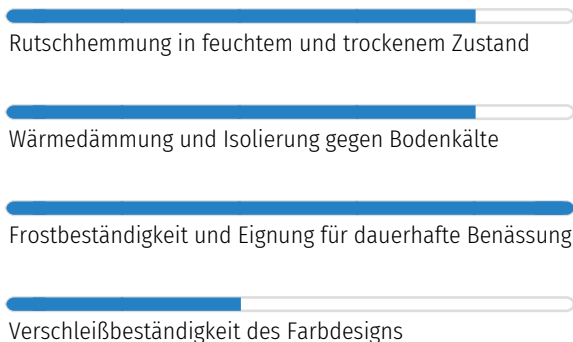 Rutschhemmung in feuchtem und trockenem Zustand
Wärmedämmung und Isolierung gegen Bodenkälte
Frostbeständigkeit und Eignung für dauerhafte Benässung
Verschleißbeständigkeit des Farbdesigns